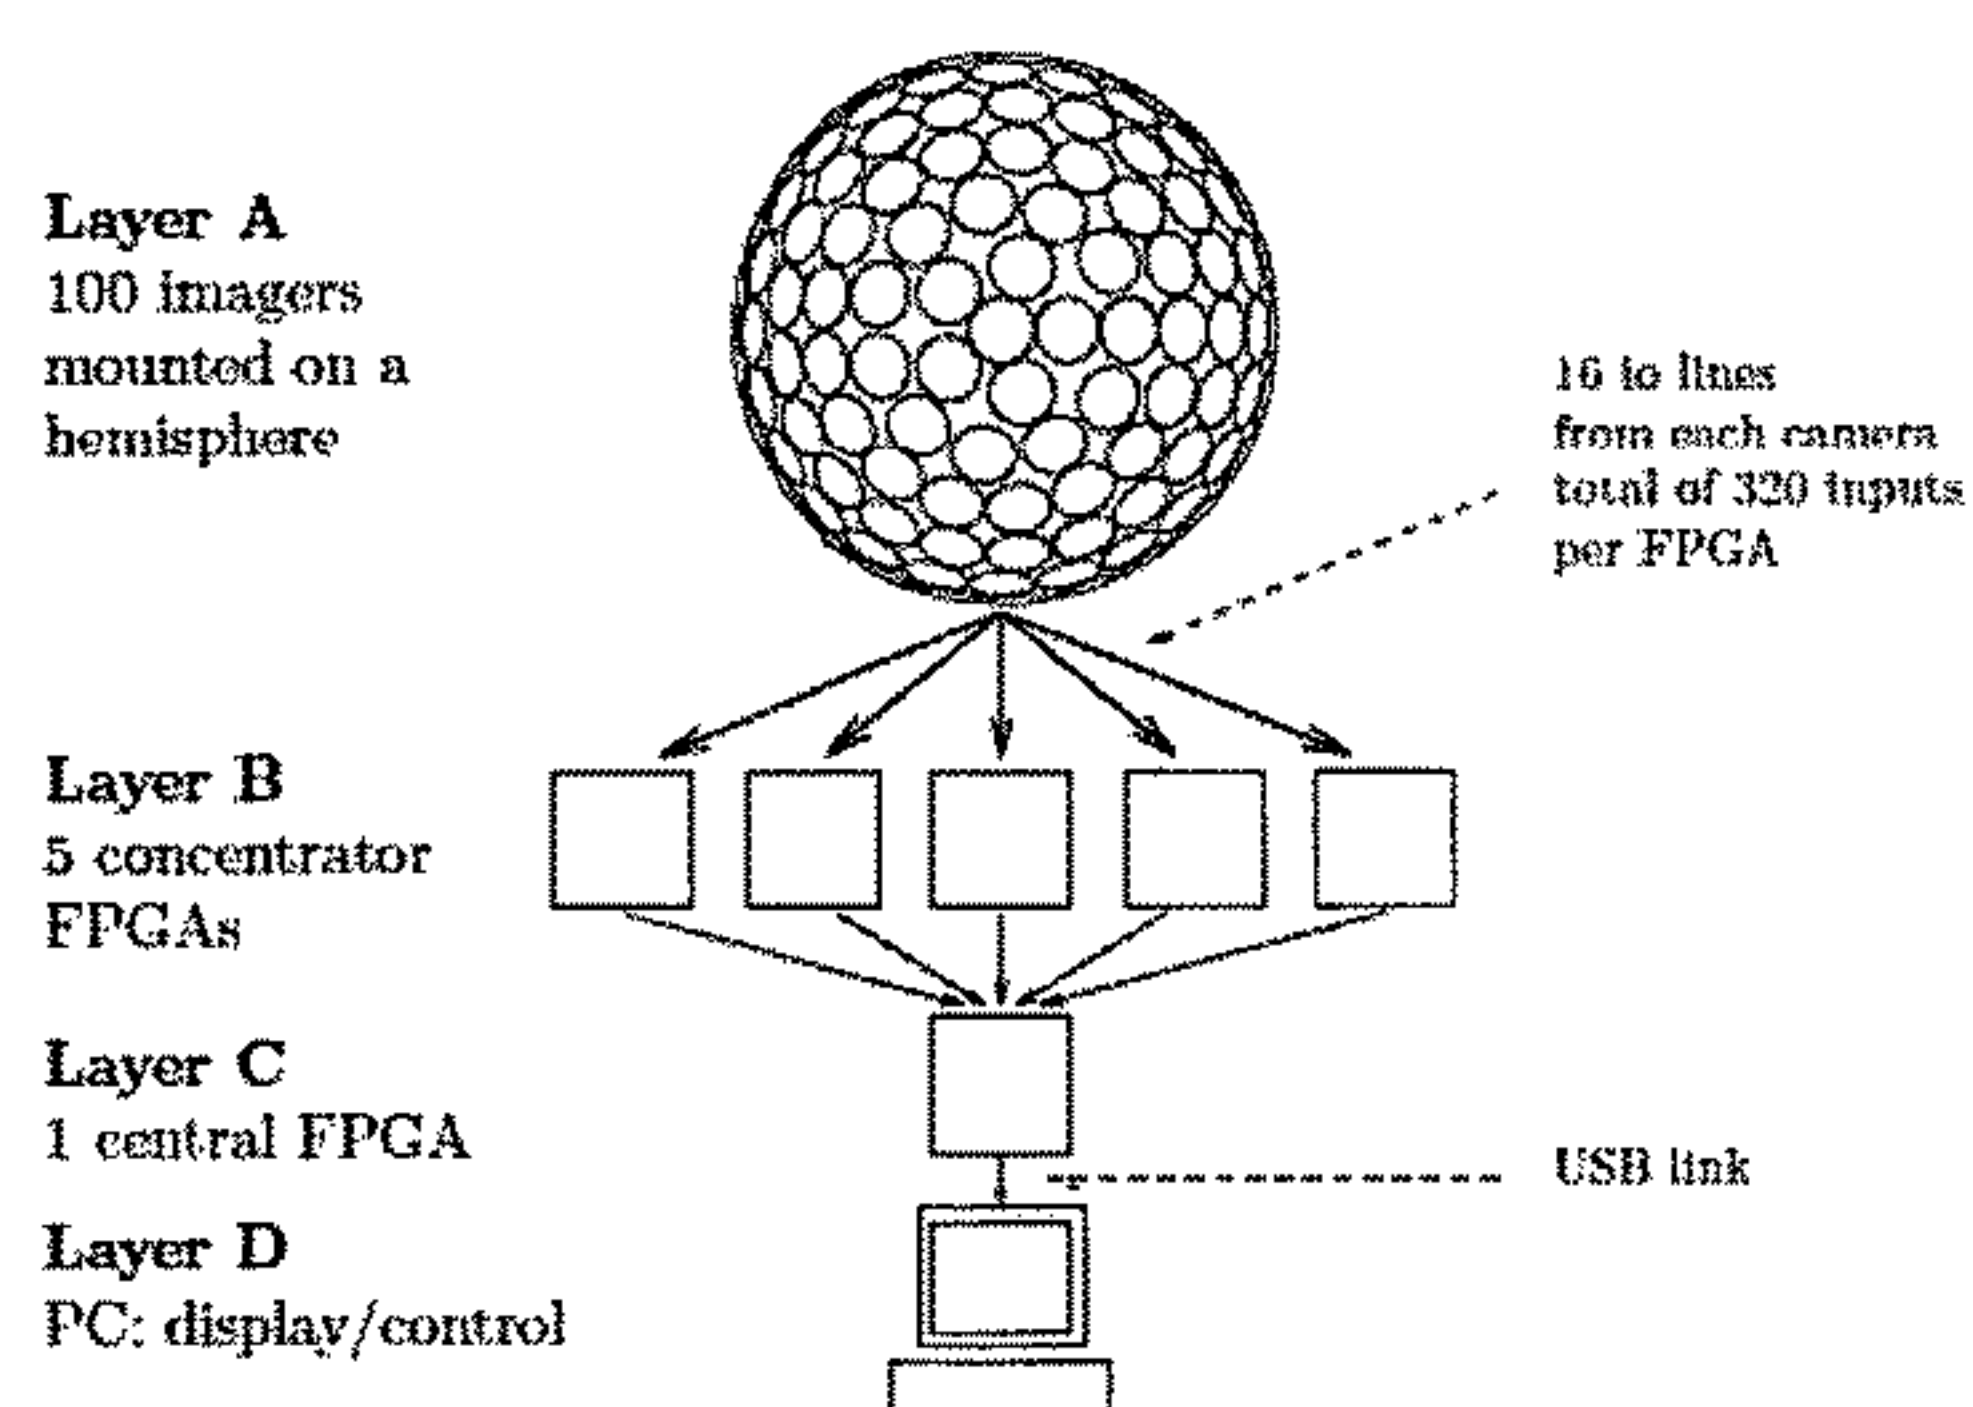 Layer A
100 imagers
mounted on a
hemisphere
16 io lines
from each camera
total of 320 inputs
per FPGA
Layer B
5 concentrator
FPGAs
Layer C
1 central FPGA
USB link
Layer D
PC: display/control